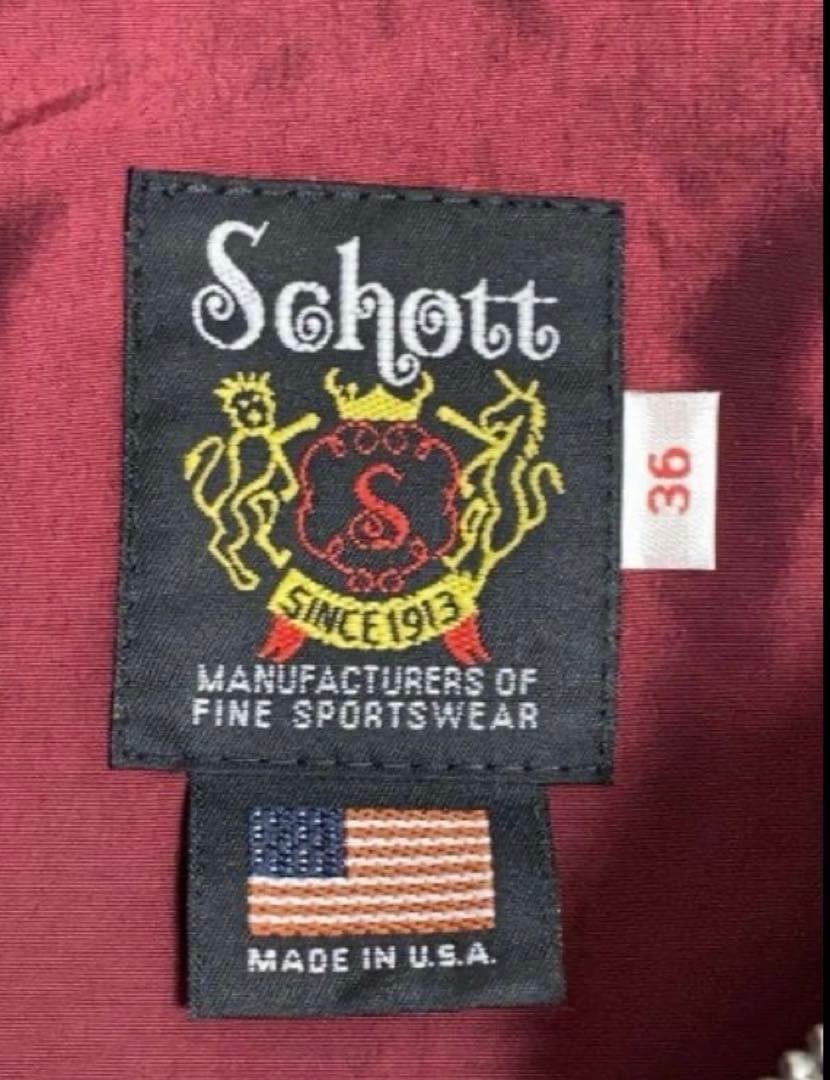 Schott
S
SINCE 1913
MANUFACTURERS OF
FINE SPORTSWEAR
36
MADE IN U.S.A.